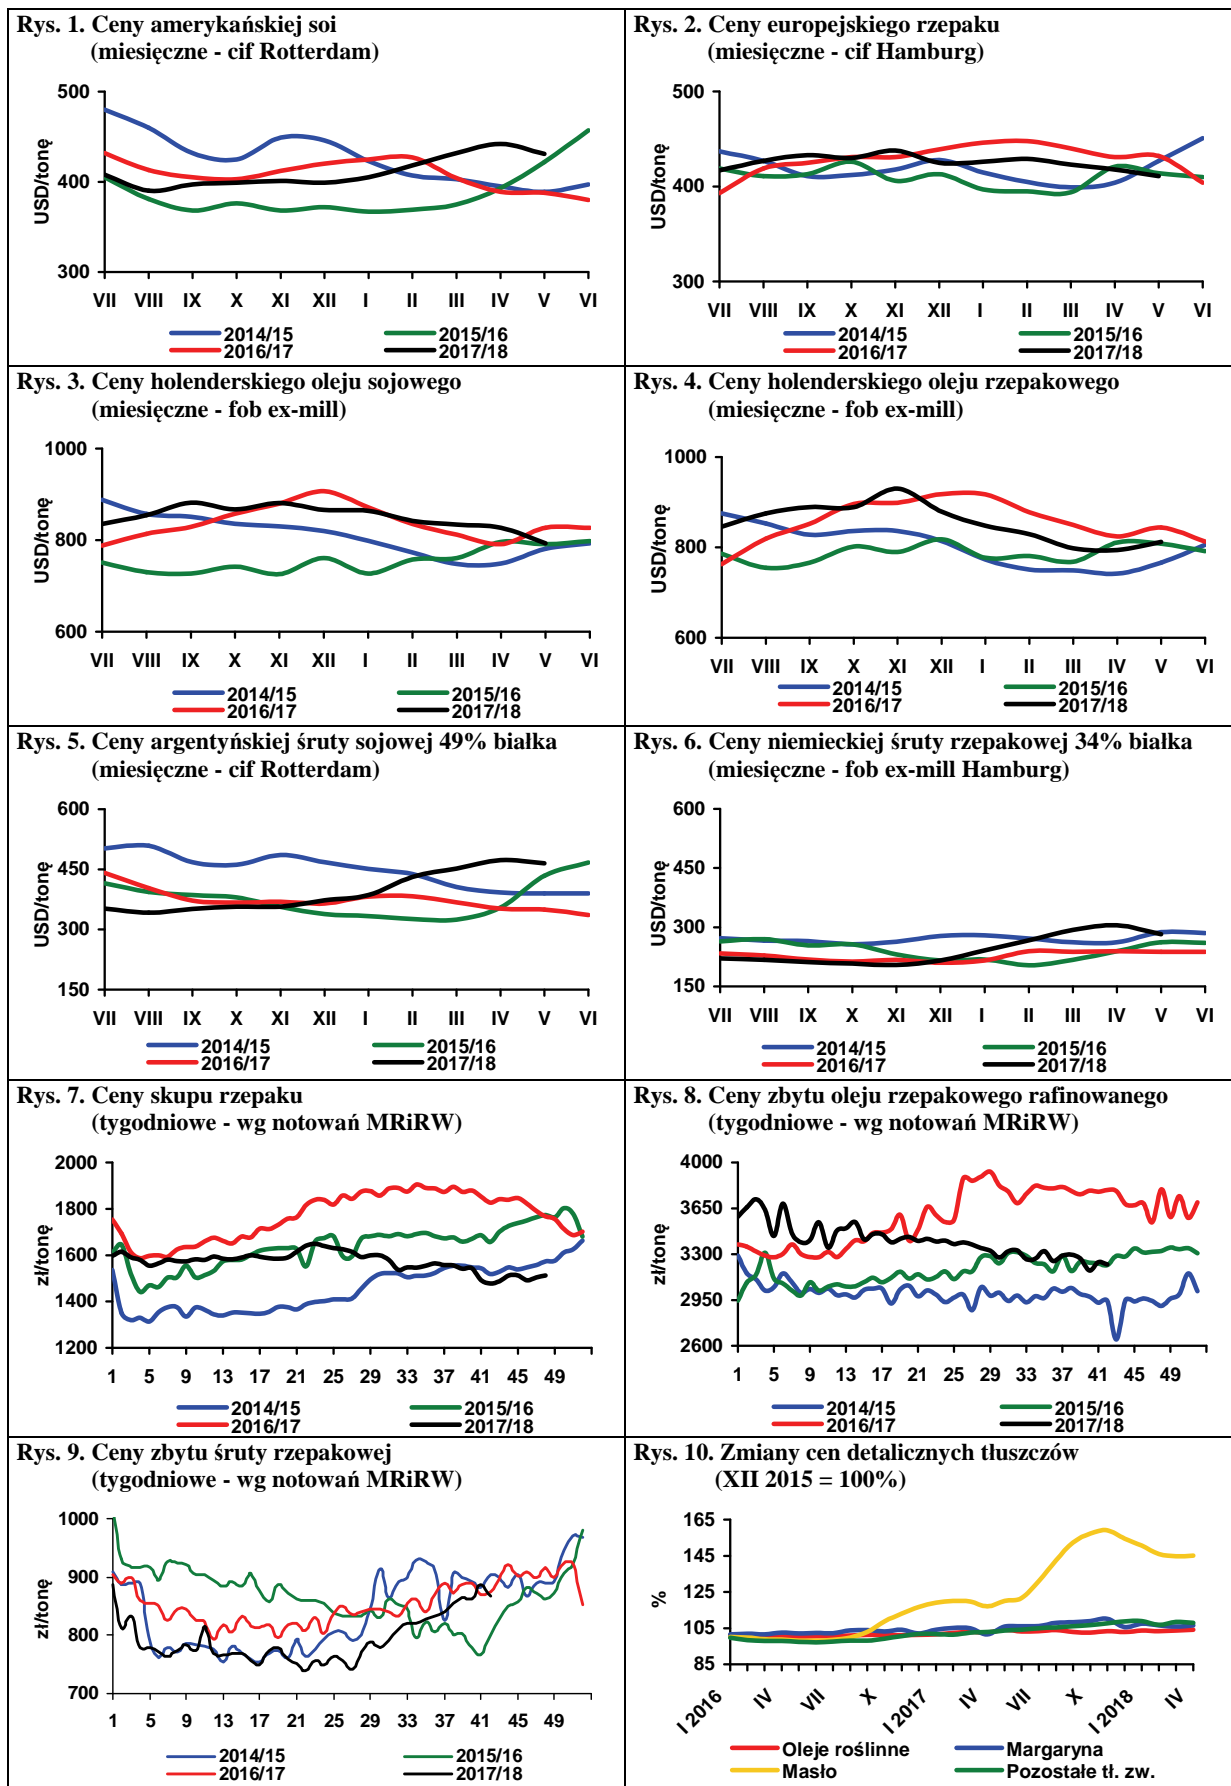 Rys. 1. Ceny amerykańskiej soi
(miesięczne - cif Rotterdam)
500
400
300
USD/tonę
VII VIII IX X XI XII I II III IV V VI
2014/15 2015/16
2016/17 2017/18
Rys. 2. Ceny europejskiego rzepaku
(miesięczne - cif Hamburg)
500
400
300
USD/tonę
VII VIII IX X XI XII I II III IV V VI
2014/15 2015/16
2016/17 2017/18
Rys. 3. Ceny holenderskiego oleju sojowego
(miesięczne - fob ex-mill)
1000
800
600
USD/tonę
VII VIII IX X XI XII I II III IV V VI
2014/15 2015/16
2016/17 2017/18
Rys. 4. Ceny holenderskiego oleju rzepakowego
(miesięczne - fob ex-mill)
1000
800
600
USD/tonę
VII VIII IX X XI XII I II III IV V VI
2014/15 2015/16
2016/17 2017/18
Rys. 5. Ceny argentyńskiej śruty sojowej 49% białka
(miesięczne - cif Rotterdam)
600
450
300
150
USD/tonę
VII VIII IX X XI XII I II III IV V VI
2014/15 2015/16
2016/17 2017/18
Rys. 6. Ceny niemieckiej śruty rzepakowej 34% białka
(miesięczne - fob ex-mill Hamburg)
600
450
300
150
USD/tonę
VII VIII IX X XI XII I II III IV V VI
2014/15 2015/16
2016/17 2017/18
Rys. 7. Ceny skupu rzepaku
(tygodniowe - wg notowań MRiRW)
2000
1800
1600
1400
1200
zł/tonę
1 5 9 13 17 21 25 29 33 37 41 45 49
2014/15 2015/16
2016/17 2017/18
Rys. 8. Ceny zbytu oleju rzepakowego rafinowanego
(tygodniowe - wg notowań MRiRW)
4000
3650
3300
2950
2600
zł/tonę
1 5 9 13 17 21 25 29 33 37 41 45 49
2014/15 2015/16
2016/17 2017/18
Rys. 9. Ceny zbytu śruty rzepakowej
(tygodniowe - wg notowań MRiRW)
1000
900
800
700
zł/tonę
1 5 9 13 17 21 25 29 33 37 41 45 49
2014/15 2015/16
2016/17 2017/18
Rys. 10. Zmiany cen detalicznych tłuszczów
(XII 2015 = 100%)
165
145
125
105
85
%
I 2016 IV VII X I 2017 IV VII X I 2018 IV
Oleje roślinne Margaryna
Masło Pozostałe tł. zw.